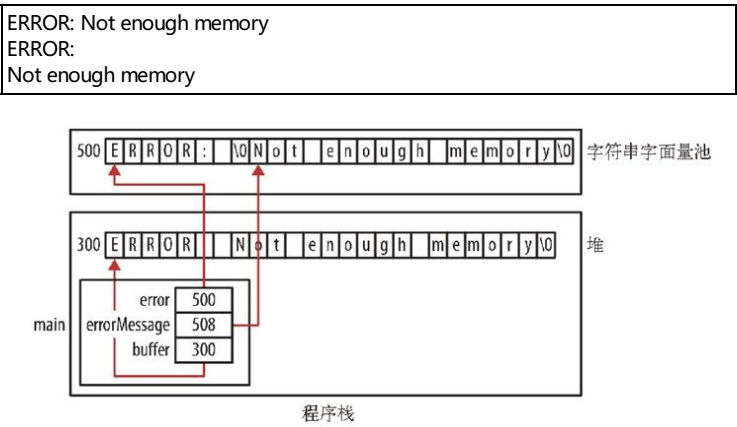 ERROR: Not enough memory
ERROR:
Not enough memory
500 E R R O R : \0 N o t e n o u g h m e m o r y \0 字符串字面量池
300 E R R O R N o t e n o u g h m e m o r y \0 堆
error 500
main errorMessage 508
buffer 300
程序栈